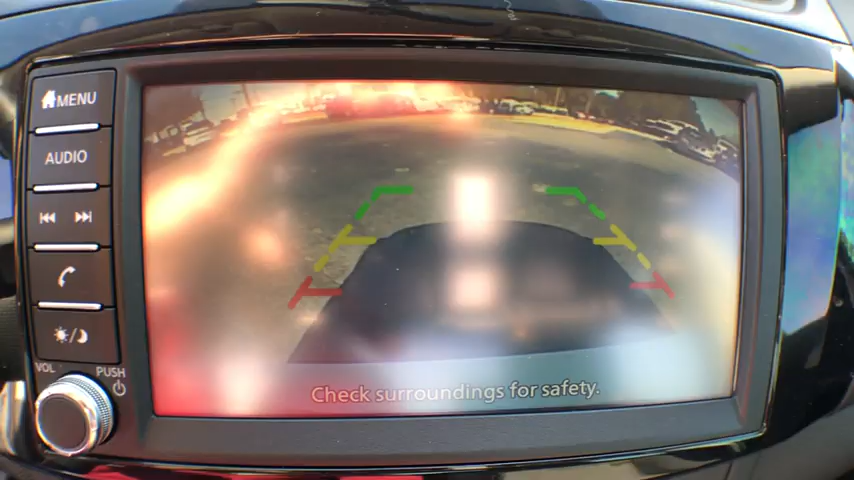 MENU
AUDIO
VOL
PUSH
Check surroundings for safety.